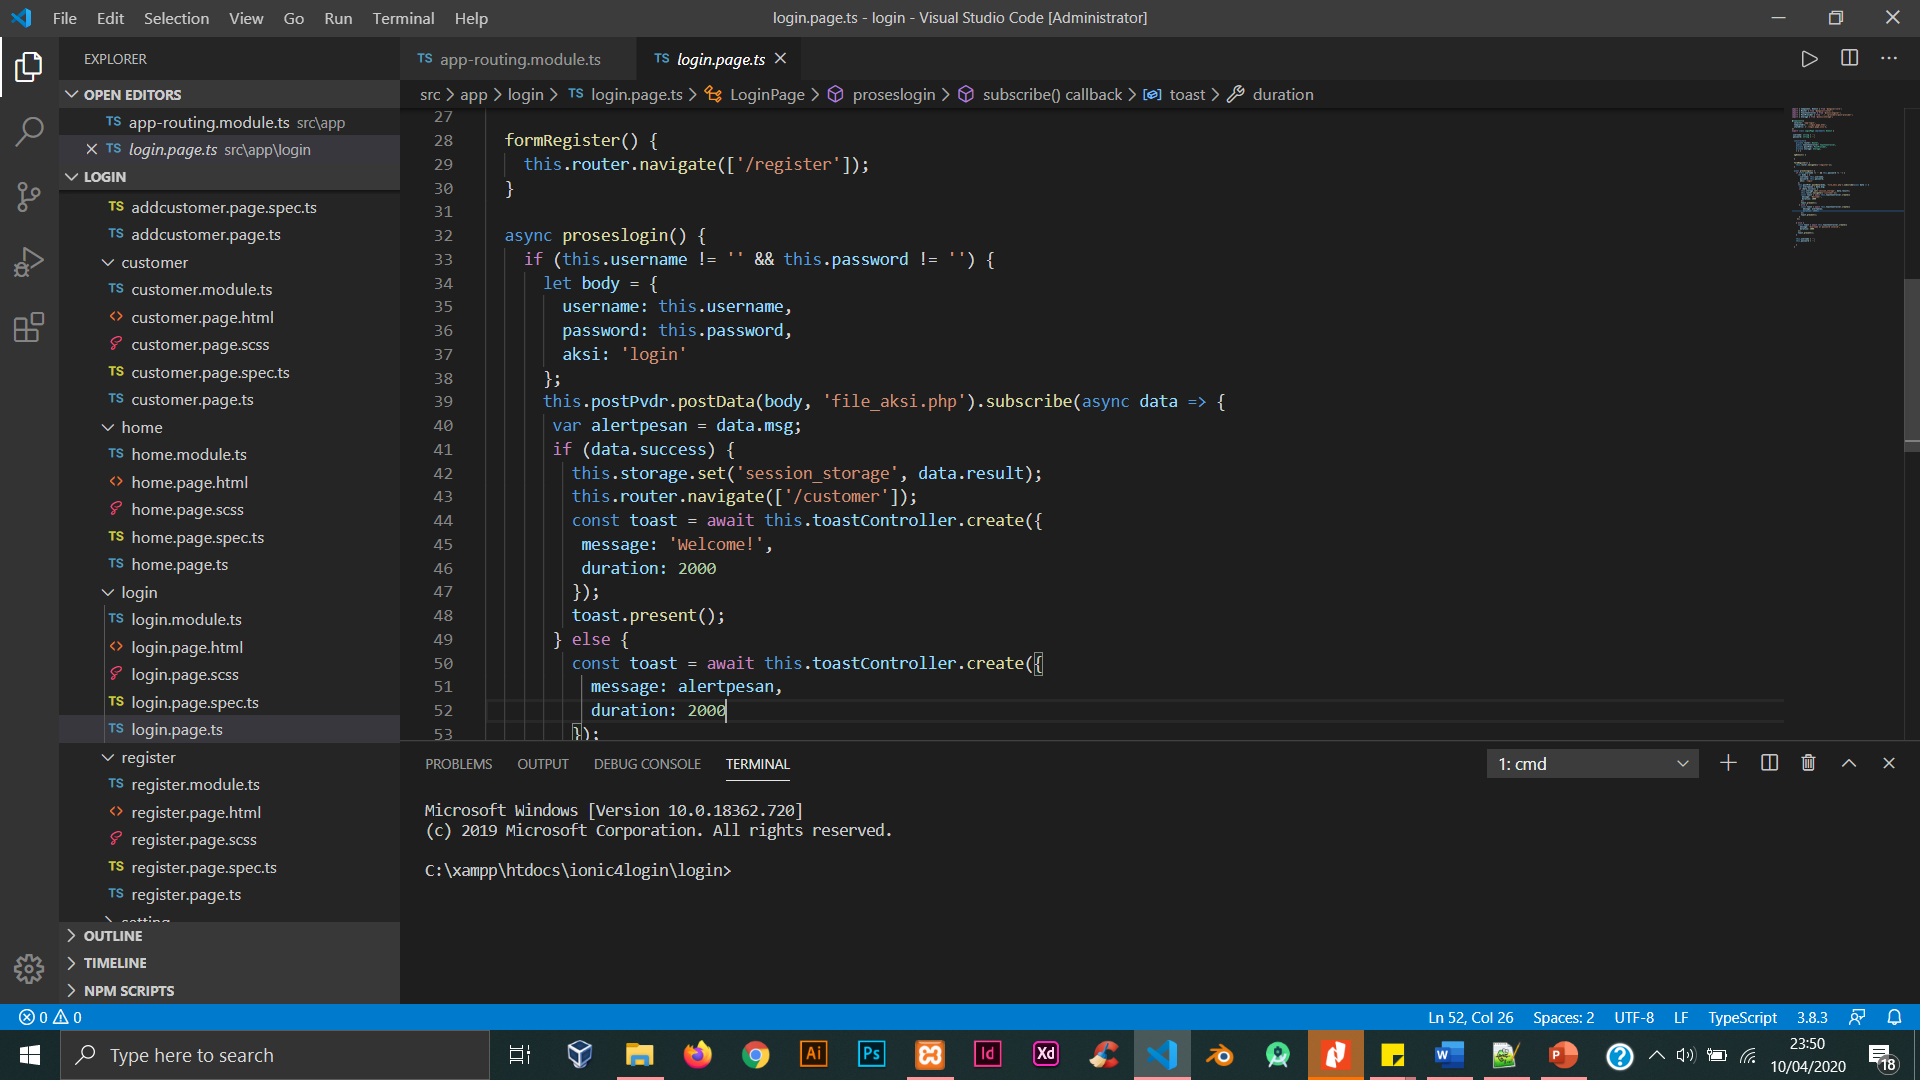 File Edit Selection View Go Run Terminal Help
login.page.ts - login - Visual Studio Code [Administrator]
EXPLORER
OPEN EDITORS
TS app-routing.module.ts src\app
TS login.page.ts src\app\login
LOGIN
TS addcustomer.page.spec.ts
TS addcustomer.page.ts
customer
TS customer.module.ts
<> customer.page.html
customer.page.scss
TS customer.page.spec.ts
TS customer.page.ts
home
TS home.module.ts
<> home.page.html
home.page.scss
TS home.page.spec.ts
TS home.page.ts
login
TS login.module.ts
<> login.page.html
login.page.scss
TS login.page.spec.ts
TS login.page.ts
register
TS register.module.ts
<> register.page.html
register.page.scss
TS register.page.spec.ts
TS register.page.ts
setting
OUTLINE
TIMELINE
NPM SCRIPTS
TS app-routing.module.ts
TS login.page.ts
src > app > login > TS login.page.ts > LoginPage > proseslogin > subscribe() callback > toast > duration
27
28 formRegister() {
29 this.router.navigate(['/register']);
30 }
31
32 async proseslogin() {
33 if (this.username != '' && this.password != '') {
34 let body = {
35 username: this.username,
36 password: this.password,
37 aksi: 'login'
38 };
39 this.postPvdr.postData(body, 'file_aksi.php').subscribe(async data => {
40 var alertpesan = data.msg;
41 if (data.success) {
42 this.storage.set('session_storage', data.result);
43 this.router.navigate(['/customer']);
44 const toast = await this.toastController.create({
45 message: 'Welcome!',
46 duration: 2000
47 });
48 toast.present();
49 } else {
50 const toast = await this.toastController.create({
51 message: alertpesan,
52 duration: 2000
53 });
PROBLEMS OUTPUT DEBUG CONSOLE TERMINAL
1: cmd
Microsoft Windows [Version 10.0.18362.720]
(c) 2019 Microsoft Corporation. All rights reserved.
C:\xampp\htdocs\ionic4login\login>
0 0
Ln 52, Col 26 Spaces: 2 UTF-8 LF TypeScript 3.8.3
Type here to search
Ai
Ps
Id
Xd
W
P
?
23:50
10/04/2020
18